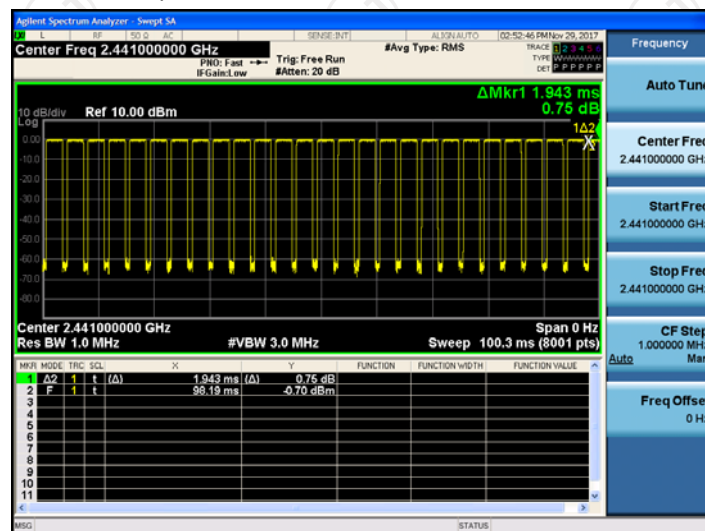 Agilent Spectrum Analyzer - Swept SA
L RF 50 Ω AC SENSE:INT ALIGNAUTO 02:52:46 PM Nov 29, 2017
Center Freq 2.441000000 GHz
PNO: Fast
IFGain:Low
Trig: Free Run
#Atten: 20 dB
#Avg Type: RMS
TRACE 1 2 3 4 5 6
TYPE
DET P P P P P P
ΔMkr1 1.943 ms
0.75 dB
10 dB/div Ref 10.00 dBm
Log
1Δ2
0.00
-10.0
-20.0
-30.0
-40.0
-50.0
-60.0
-70.0
-80.0
Center 2.441000000 GHz Span 0 Hz
Res BW 1.0 MHz #VBW 3.0 MHz Sweep 100.3 ms (8001 pts)
MKR MODE TRC SCL X Y FUNCTION FUNCTION WIDTH FUNCTION VALUE
1 Δ2 1 t (Δ) 1.943 ms (Δ) 0.75 dB
2 F 1 t 98.19 ms -0.70 dBm
3
4
5
6
7
8
9
10
11
MSG STATUS
Frequency
Auto Tune
Center Freq
2.441000000 GHz
Start Freq
2.441000000 GHz
Stop Freq
2.441000000 GHz
CF Step
1.000000 MHz
Auto Man
Freq Offset
0 Hz